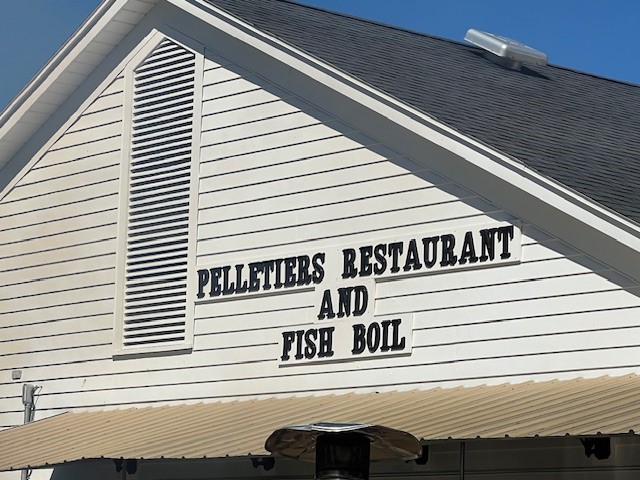 PELLETIERS RESTAURANT
AND
FISH BOIL